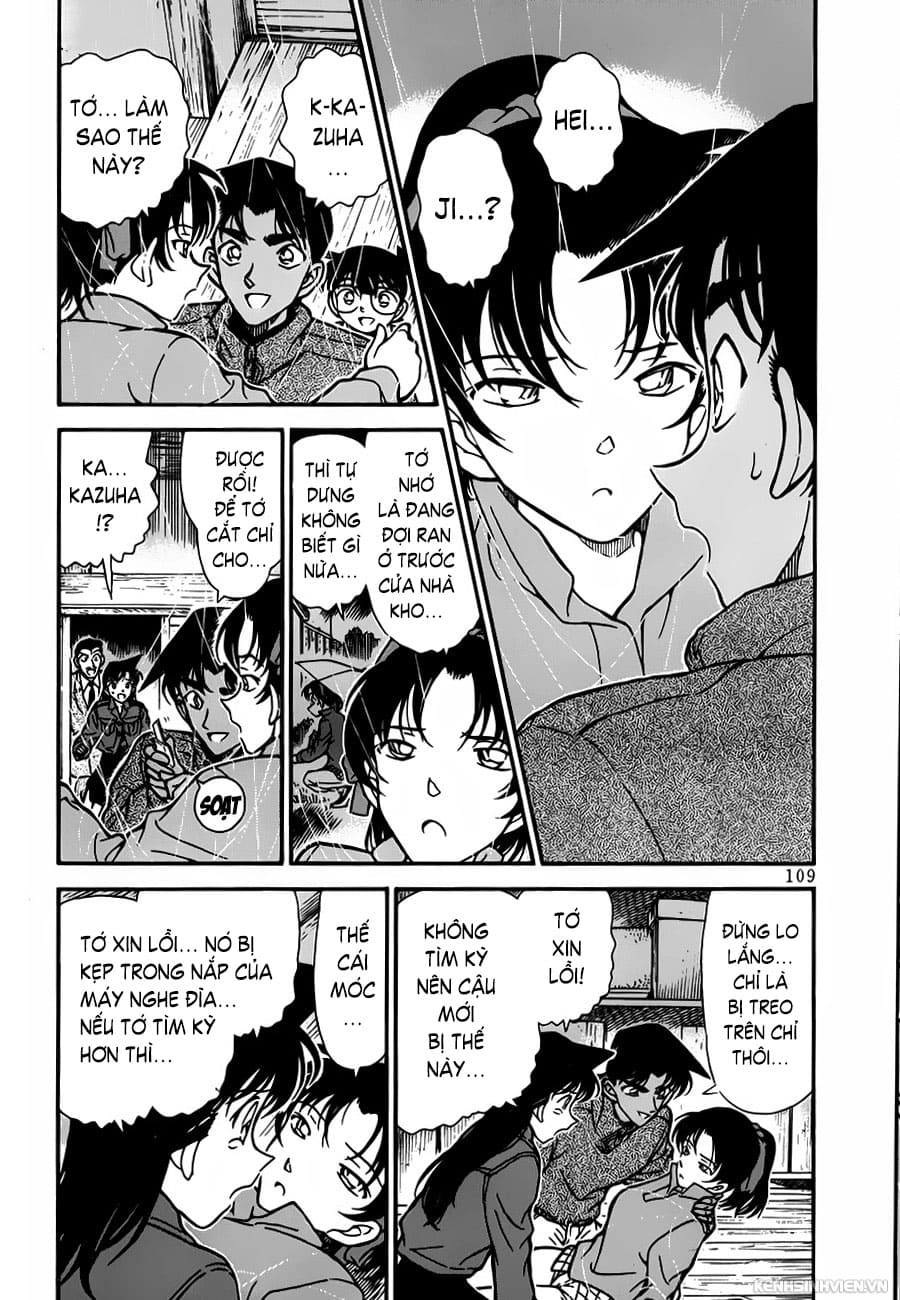 HEI...
JI...?
K-KA-
ZUHA...
TỚ... LÀM
SAO THẾ
NÀY?
TỚ
NHỚ
LÀ ĐANG
ĐỢI RAN
Ở TRƯỚC
CỬA NHÀ
KHO...
THÌ TỰ
DƯNG
KHÔNG
BIẾT GÌ
NỮA...
ĐƯỢC
RỒI!
ĐỂ TỚ
CẮT CHỈ
CHO...
KA...
KAZUHA
!?
SOẠT
109
ĐỪNG LO
LẮNG...
CHỈ LÀ
BỊ TREO
TRÊN CHỈ
THÔI...
TỚ
XIN LỖI!
KHÔNG
TÌM KỸ
NÊN CẬU
MỚI
BỊ THẾ
NÀY...
THẾ
CÁI
MÓC
...
TỚ XIN LỖI... NÓ BỊ
KẸP TRONG NẮP CỦA
MÁY NGHE ĐĨA...
NẾU TỚ TÌM KỸ
HƠN THÌ...
KENHSINHVIEN.VN